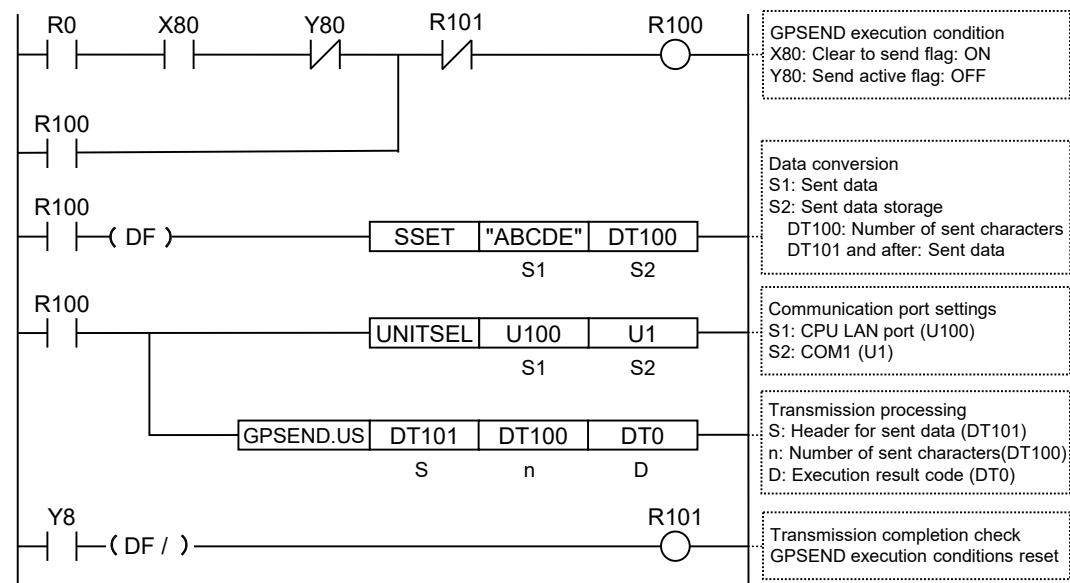 R0 X80 Y80 R101 R100
GPSEND execution condition
X80: Clear to send flag: ON
Y80: Send active flag: OFF
R100
R100
( DF )
SSET "ABCDE" DT100
S1 S2
Data conversion
S1: Sent data
S2: Sent data storage
DT100: Number of sent characters
DT101 and after: Sent data
R100
UNITSEL U100 U1
S1 S2
Communication port settings
S1: CPU LAN port (U100)
S2: COM1 (U1)
GPSEND.US DT101 DT100 DT0
S n D
Transmission processing
S: Header for sent data (DT101)
n: Number of sent characters(DT100)
D: Execution result code (DT0)
Y8 R101
( DF / )
Transmission completion check
GPSEND execution conditions reset